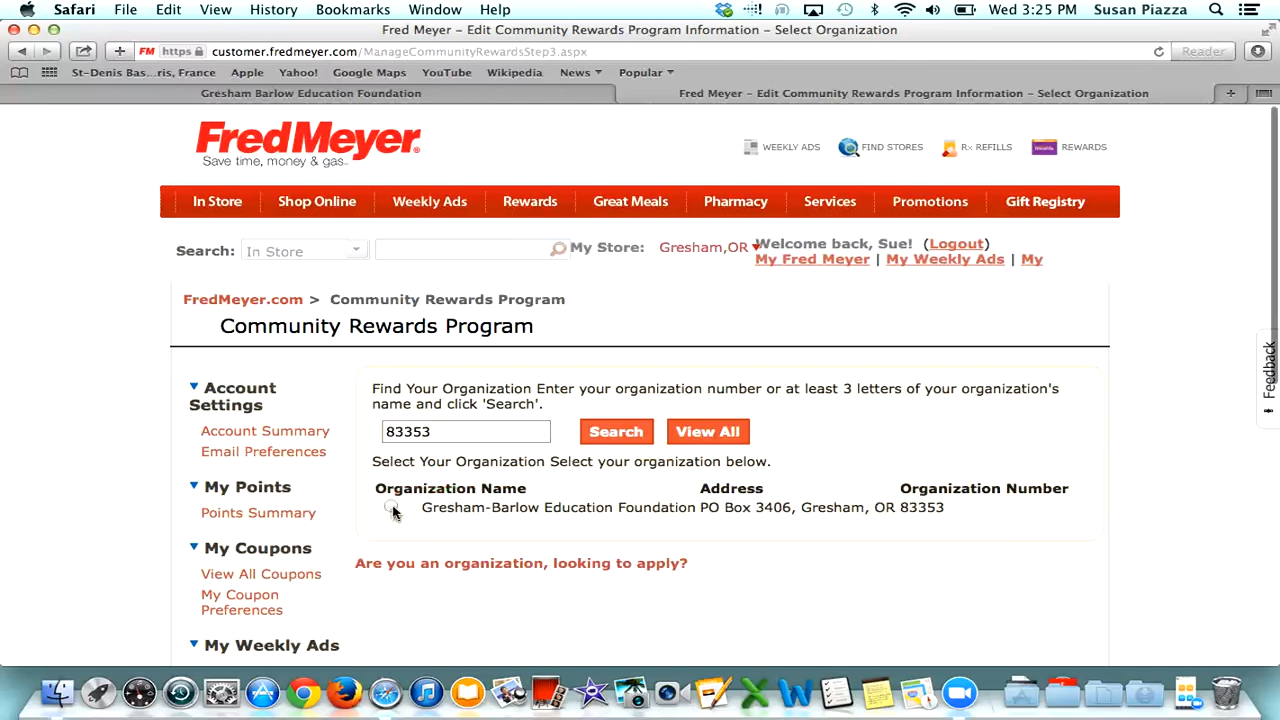 Safari File Edit View History Bookmarks Window Help Wed 3:25 PM Susan Piazza
Fred Meyer – Edit Community Rewards Program Information – Select Organization
FM https customer.fredmeyer.com/ManageCommunityRewardsStep3.aspx Reader
St-Denis Bas...ris, France Apple Yahoo! Google Maps YouTube Wikipedia News Popular
Gresham Barlow Education Foundation Fred Meyer – Edit Community Rewards Program Information – Select Organization
FredMeyer.
Save time, money & gas.
WEEKLY ADS FIND STORES Rx REFILLS REWARDS
In Store Shop Online Weekly Ads Rewards Great Meals Pharmacy Services Promotions Gift Registry
Search: In Store My Store: Gresham,OR Welcome back, Sue! (Logout)
My Fred Meyer | My Weekly Ads | My
FredMeyer.com > Community Rewards Program
Community Rewards Program
Feedback
Account Settings
Account Summary
Email Preferences
My Points
Points Summary
My Coupons
View All Coupons
My Coupon
Preferences
My Weekly Ads
Find Your Organization Enter your organization number or at least 3 letters of your organization's
name and click 'Search'.
83353 Search View All
Select Your Organization Select your organization below.
Organization Name Address Organization Number
Gresham-Barlow Education Foundation PO Box 3406, Gresham, OR 83353
Are you an organization, looking to apply?